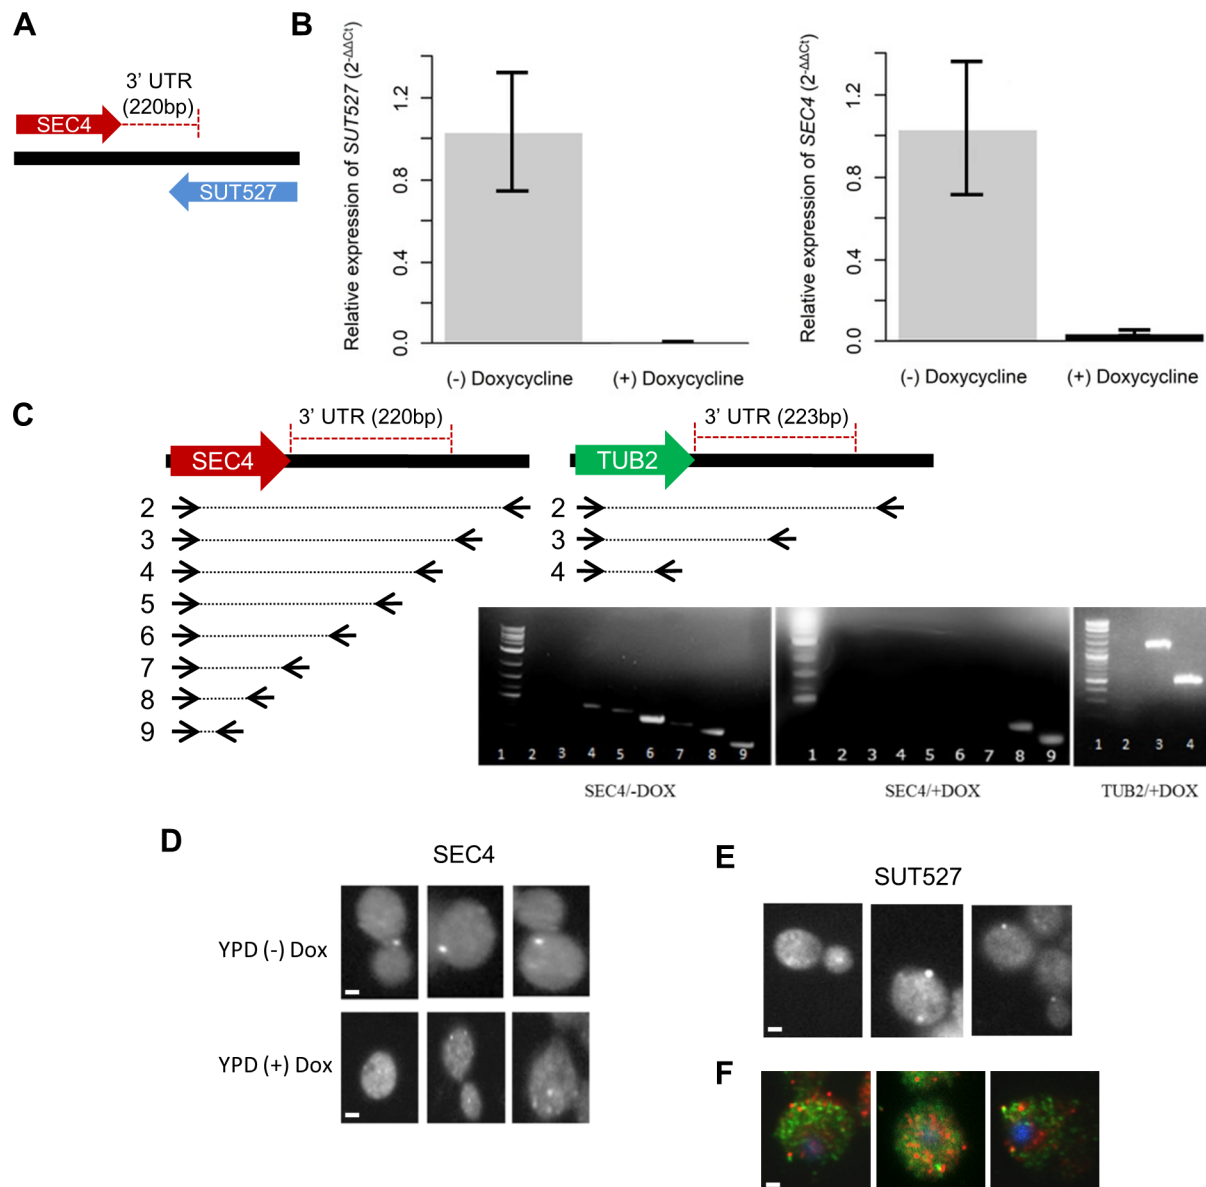 A
3' UTR
(220bp)
SEC4
SUT527
B
Relative expression of SUT527 (2-ΔΔCt)
1.2
0.8
0.4
0.0
(-) Doxycycline
(+) Doxycycline
Relative expression of SEC4 (2-ΔΔCt)
1.2
0.8
0.4
0.0
(-) Doxycycline
(+) Doxycycline
C
3' UTR (220bp)
SEC4
2
3
4
5
6
7
8
9
3' UTR (223bp)
TUB2
2
3
4
1 2 3 4 5 6 7 8 9
SEC4/-DOX
1 2 3 4 5 6 7 8 9
SEC4/+DOX
1 2 3 4
TUB2/+DOX
D
SEC4
YPD (-) Dox
YPD (+) Dox
E
SUT527
F